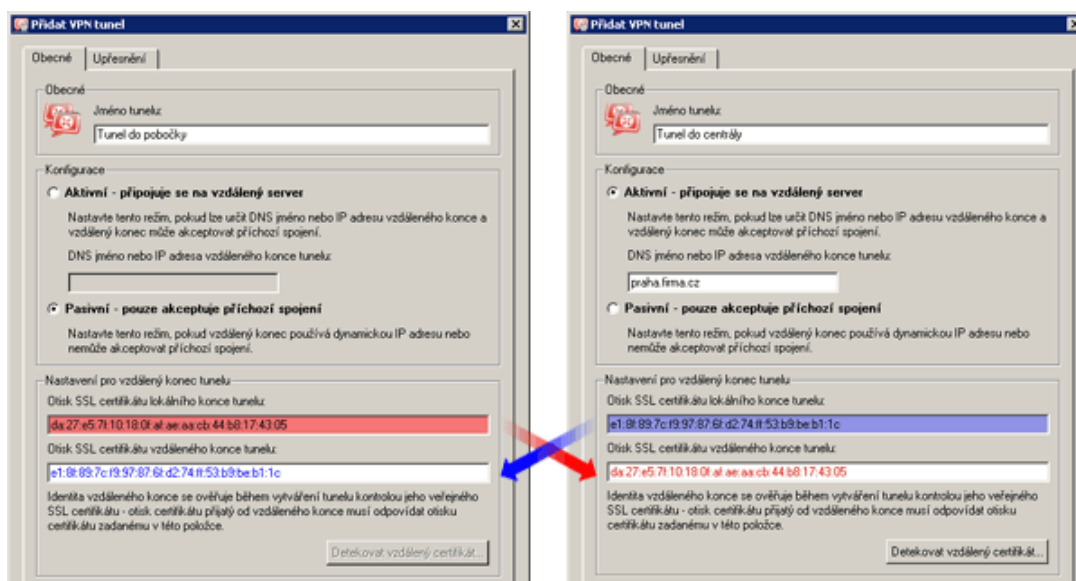 Přidat VPN tunel
Obecné
Upřesnění
Obecné
Jméno tunelu:
Tunel do pobočky
Konfigurace
Aktivní - připojuje se na vzdálený server
Nastavte tento režim, pokud lze určit DNS jméno nebo IP adresu vzdáleného konce a
vzdálený konec může akceptovat příchozí spojení.
DNS jméno nebo IP adresa vzdáleného konce tunelu:
Pasivní - pouze akceptuje příchozí spojení
Nastavte tento režim, pokud vzdálený konec používá dynamickou IP adresu nebo
nemůže akceptovat příchozí spojení.
Nastavení pro vzdálený konec tunelu
Otisk SSL certifikátu lokálního konce tunelu:
da:27:e5:7f:10:18:0f:af:ae:aa:cb:44:b8:17:43:05
Otisk SSL certifikátu vzdáleného konce tunelu:
e1:8f:89:7c:f9:97:87:6f:d2:74:ff:53:b9:be:b1:1c
Identita vzdáleného konce se ověřuje během vytváření tunelu kontrolou jeho veřejného
SSL certifikátu - otisk certifikátu přijatý od vzdáleného konce musí odpovídat otisku
certifikátu zadanému v této položce.
Detekovat vzdálený certifikát...
Přidat VPN tunel
Obecné
Upřesnění
Obecné
Jméno tunelu:
Tunel do centrály
Konfigurace
Aktivní - připojuje se na vzdálený server
Nastavte tento režim, pokud lze určit DNS jméno nebo IP adresu vzdáleného konce a
vzdálený konec může akceptovat příchozí spojení.
DNS jméno nebo IP adresa vzdáleného konce tunelu:
praha.firma.cz
Pasivní - pouze akceptuje příchozí spojení
Nastavte tento režim, pokud vzdálený konec používá dynamickou IP adresu nebo
nemůže akceptovat příchozí spojení.
Nastavení pro vzdálený konec tunelu
Otisk SSL certifikátu lokálního konce tunelu:
e1:8f:89:7c:f9:97:87:6f:d2:74:ff:53:b9:be:b1:1c
Otisk SSL certifikátu vzdáleného konce tunelu:
da:27:e5:7f:10:18:0f:af:ae:aa:cb:44:b8:17:43:05
Identita vzdáleného konce se ověřuje během vytváření tunelu kontrolou jeho veřejného
SSL certifikátu - otisk certifikátu přijatý od vzdáleného konce musí odpovídat otisku
certifikátu zadanému v této položce.
Detekovat vzdálený certifikát...